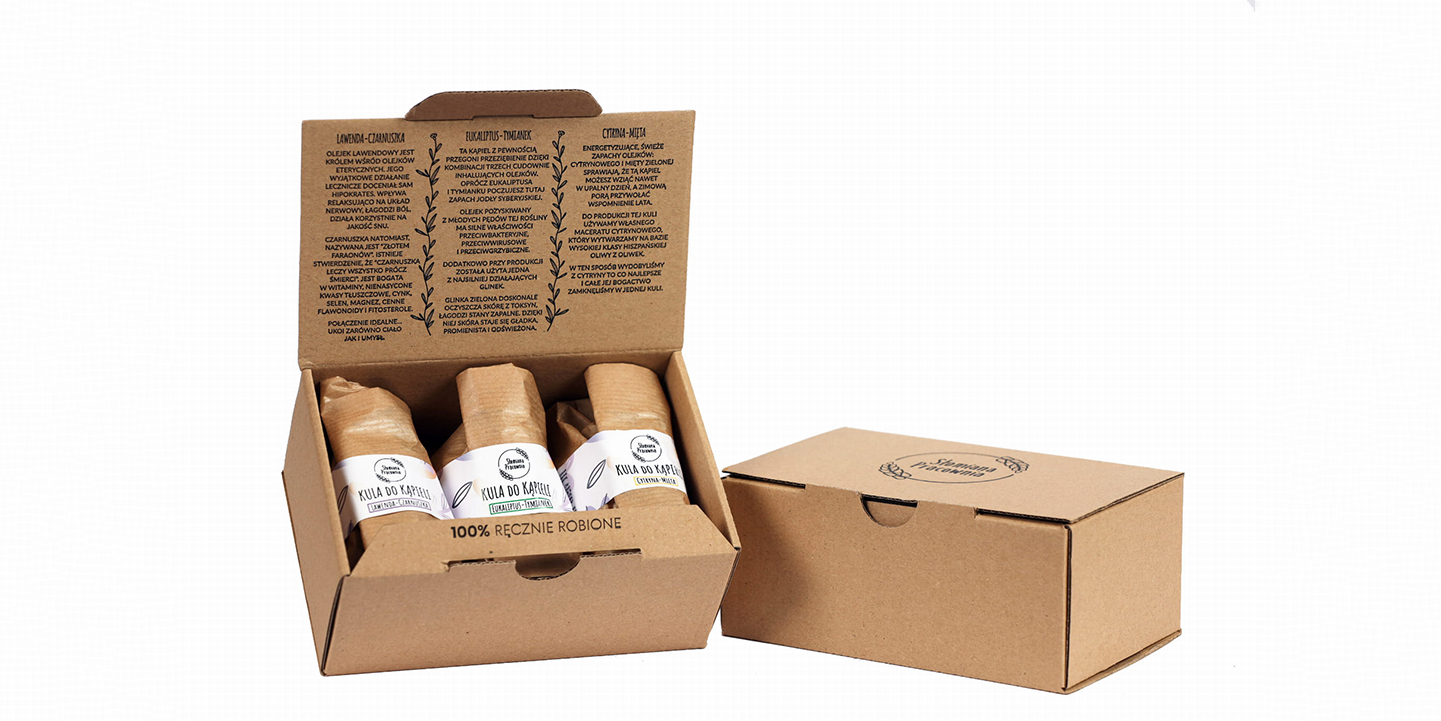 LAWENDA-CZARNUSZKA
OLEJEK LAWENDOWY JEST
KRÓLEM WŚRÓD OLEJKÓW
ETERYCZNYCH. JEGO
WYJĄTKOWE DZIAŁANIE
LECZNICZE DOCENIAŁ SAM
HIPOKRATES. WPŁYWA
RELAKSUJĄCO NA UKŁAD
NERWOWY, ŁAGODZI BÓL.
DZIAŁA KORZYSTNIE NA
JAKOŚĆ SNU.
CZARNUSZKA NATOMIAST,
NAZYWANA JEST "ZŁOTEM
FARAONÓW". ISTNIEJE
STWIERDZENIE, ŻE "CZARNUSZKA
LECZY WSZYSTKO PRÓCZ
ŚMIERCI". JEST BOGATA
W WITAMINY, NIENASYCONE
KWASY TŁUSZCZOWE, CYNK,
SELEN, MAGNEZ, CENNE
FLAWONOIDY I FITOSTEROLE.
POŁĄCZENIE IDEALNE...
UKOI ZARÓWNO CIAŁO
JAK I UMYSŁ.
EUKALIPTUS-TYMIANEK
TA KĄPIEL Z PEWNOŚCIĄ
PRZEGONI PRZEZIĘBIENIE DZIĘKI
KOMBINACJI TRZECH CUDOWNIE
INHALUJĄCYCH OLEJKÓW.
OPRÓCZ EUKALIPTUSA
I TYMIANKU POCZUJESZ TUTAJ
ZAPACH JODŁY SYBERYJSKIEJ.
OLEJEK POZYSKIWANY
Z MŁODYCH PĘDÓW TEJ ROŚLINY
MA SILNE WŁAŚCIWOŚCI
PRZECIWBAKTERYJNE,
PRZECIWWIRUSOWE
I PRZECIWGRZYBICZNE.
DODATKOWO PRZY PRODUKCJI
ZOSTAŁA UŻYTA JEDNA
Z NAJSILNIEJ DZIAŁAJĄCYCH
GLINEK.
GLINKA ZIELONA DOSKONALE
OCZYSZCZA SKÓRĘ Z TOKSYN,
ŁAGODZI STANY ZAPALNE. DZIĘKI
NIEJ SKÓRA STAJE SIĘ GŁADKA,
PROMIENISTA I ODŚWIEŻONA.
CYTRYNA-MIĘTA
ENERGETYZUJĄCE, ŚWIEŻE
ZAPACHY OLEJKÓW:
CYTRYNOWEGO I MIĘTY ZIELONEJ
SPRAWIAJĄ, ŻE TĄ KĄPIEL
MOŻESZ WZIĄĆ NAWET
W UPALNY DZIEŃ, A ZIMOWĄ
PORĄ PRZYWOŁAĆ
WSPOMNIENIE LATA.
DO PRODUKCJI TEJ KULI
UŻYWAMY WŁASNEGO
MACERATU CYTRYNOWEGO,
KTÓRY WYTWARZAMY NA BAZIE
WYSOKIEJ KLASY HISZPAŃSKIEJ
OLIWY Z OLIWEK.
W TEN SPOSÓB WYDOBYLIŚMY
Z CYTRYNY TO CO NAJLEPSZE
I CAŁE JEJ BOGACTWO
ZAMKNĘLIŚMY W JEDNEJ KULI.
Słomiana
Pracownia
KULA DO KĄPIELI
LAWENDA-CZARNUSZKA
Słomiana
Pracownia
KULA DO KĄPIELI
EUKALIPTUS-TYMIANEK
Słomiana
Pracownia
KULA DO KĄPIELI
CYTRYNA-MIĘTA
100% RĘCZNIE ROBIONE
Słomiana
Pracownia